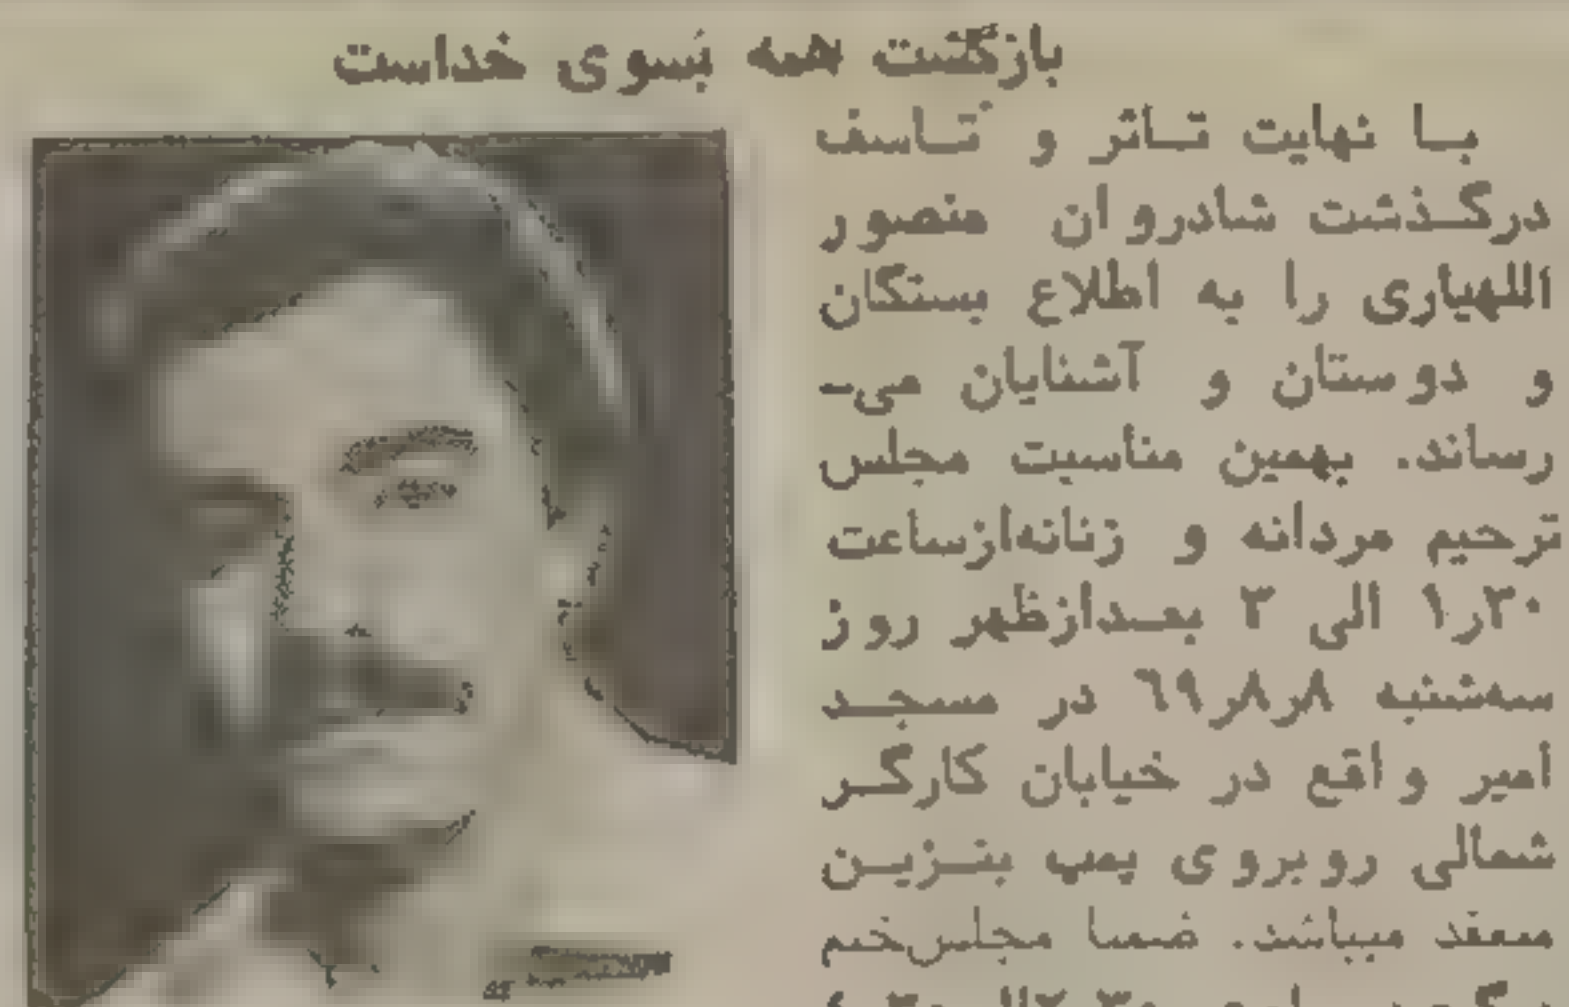 بازگشت همه بسوی خداست
با نهایت تاثر و تاسف
درگذشت شادروان منصور
اللهیاری را به اطلاع بستگان
و دوستان و آشنایان می-
رساند. بهمین مناسبت مجلس
ترحیم مردانه و زنانه‌از‌ساعت
۱٫۳۰ الی ۳ بعدازظهر روز
سه‌شنبه ۶۹٫۸٫۸ در مسجد
امیر واقع در خیابان کارگر
شمالی روبروی پمپ بنزین
منعقد میباشد. ضمنا مجلس ختم